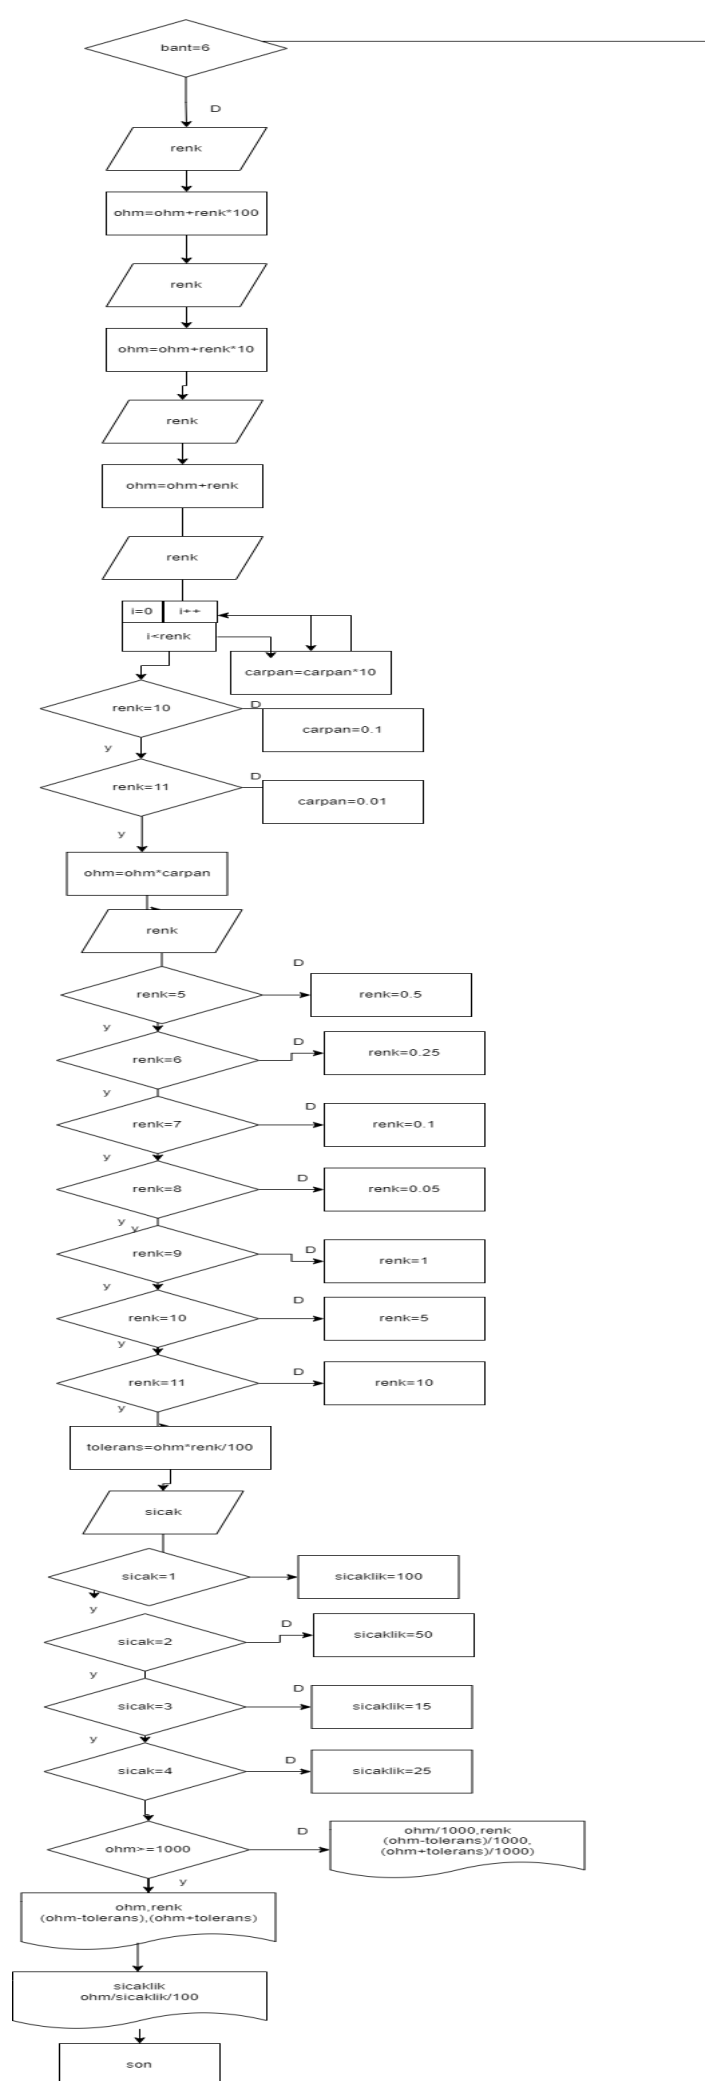 bant=6
D
renk
ohm=ohm+renk*100
renk
ohm=ohm+renk*10
renk
ohm=ohm+renk
renk
i=0 i++
i<renk
carpan=carpan*10
renk=10
D
carpan=0.1
y
renk=11
D
carpan=0.01
y
ohm=ohm*carpan
renk
D
renk=5
renk=0.5
y
D
renk=6
renk=0.25
y
D
renk=7
renk=0.1
y
D
renk=8
renk=0.05
y
y
D
renk=9
renk=1
y
D
renk=10
renk=5
y
D
renk=11
renk=10
y
tolerans=ohm*renk/100
sicak
sicak=1
sicaklik=100
y
D
sicak=2
sicaklik=50
y
D
sicak=3
sicaklik=15
y
D
sicak=4
sicaklik=25
D
ohm>=1000
ohm/1000,renk
(ohm-tolerans)/1000,
(ohm+tolerans)/1000)
y
ohm,renk
(ohm-tolerans),(ohm+tolerans)
sicaklik
ohm/sicaklik/100
son